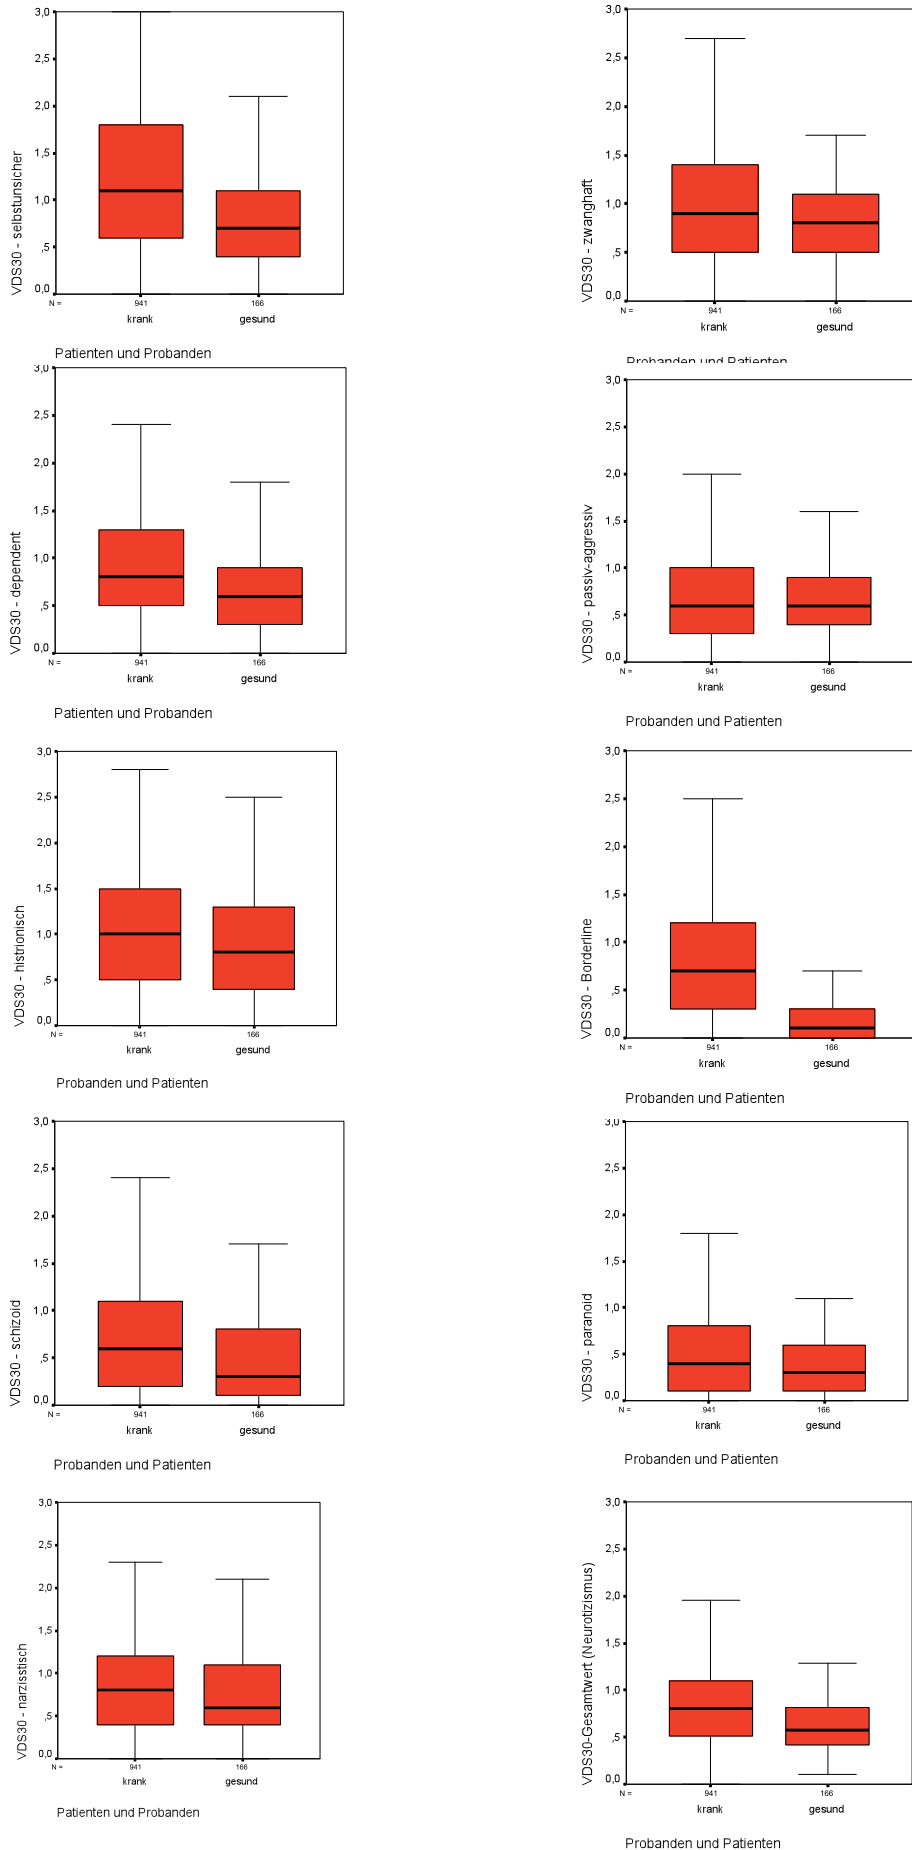 3,0
2,5
2,0
1,5
1,0
,5
0,0
VDS30 - selbstunsicher
N = 941 166
krank gesund
Patienten und Probanden
3,0
2,5
2,0
1,5
1,0
,5
0,0
VDS30 - zwanghaft
N = 941 166
krank gesund
Probanden und Patienten
3,0
2,5
2,0
1,5
1,0
,5
0,0
VDS30 - dependent
N = 941 166
krank gesund
Patienten und Probanden
3,0
2,5
2,0
1,5
1,0
,5
0,0
VDS30 - passiv-aggressiv
N = 941 166
krank gesund
Probanden und Patienten
3,0
2,5
2,0
1,5
1,0
,5
0,0
VDS30 - histrionisch
N = 941 166
krank gesund
Probanden und Patienten
3,0
2,5
2,0
1,5
1,0
,5
0,0
VDS30 - Borderline
N = 941 166
krank gesund
Probanden und Patienten
3,0
2,5
2,0
1,5
1,0
,5
0,0
VDS30 - schizoid
N = 941 166
krank gesund
Probanden und Patienten
3,0
2,5
2,0
1,5
1,0
,5
0,0
VDS30 - paranoid
N = 941 166
krank gesund
Probanden und Patienten
3,0
2,5
2,0
1,5
1,0
,5
0,0
VDS30 - narzisstisch
N = 941 166
krank gesund
Patienten und Probanden
3,0
2,5
2,0
1,5
1,0
,5
0,0
VDS30-Gesamtwert (Neurotizismus)
N = 941 166
krank gesund
Probanden und Patienten